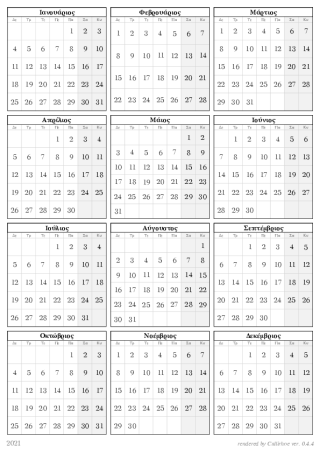 Ιανουάριος
Δε Τρ Τε Πε Πα Σα Κυ
1 2 3
4 5 6 7 8 9 10
11 12 13 14 15 16 17
18 19 20 21 22 23 24
25 26 27 28 29 30 31
Φεβρουάριος
Δε Τρ Τε Πε Πα Σα Κυ
1 2 3 4 5 6 7
8 9 10 11 12 13 14
15 16 17 18 19 20 21
22 23 24 25 26 27 28
Μάρτιος
Δε Τρ Τε Πε Πα Σα Κυ
1 2 3 4 5 6 7
8 9 10 11 12 13 14
15 16 17 18 19 20 21
22 23 24 25 26 27 28
29 30 31
Απρίλιος
Δε Τρ Τε Πε Πα Σα Κυ
1 2 3 4
5 6 7 8 9 10 11
12 13 14 15 16 17 18
19 20 21 22 23 24 25
26 27 28 29 30
Μάιος
Δε Τρ Τε Πε Πα Σα Κυ
1 2
3 4 5 6 7 8 9
10 11 12 13 14 15 16
17 18 19 20 21 22 23
24 25 26 27 28 29 30
31
Ιούνιος
Δε Τρ Τε Πε Πα Σα Κυ
1 2 3 4 5 6
7 8 9 10 11 12 13
14 15 16 17 18 19 20
21 22 23 24 25 26 27
28 29 30
Ιούλιος
Δε Τρ Τε Πε Πα Σα Κυ
1 2 3 4
5 6 7 8 9 10 11
12 13 14 15 16 17 18
19 20 21 22 23 24 25
26 27 28 29 30 31
Αύγουστος
Δε Τρ Τε Πε Πα Σα Κυ
1
2 3 4 5 6 7 8
9 10 11 12 13 14 15
16 17 18 19 20 21 22
23 24 25 26 27 28 29
30 31
Σεπτέμβριος
Δε Τρ Τε Πε Πα Σα Κυ
1 2 3 4 5
6 7 8 9 10 11 12
13 14 15 16 17 18 19
20 21 22 23 24 25 26
27 28 29 30
Οκτώβριος
Δε Τρ Τε Πε Πα Σα Κυ
1 2 3
4 5 6 7 8 9 10
11 12 13 14 15 16 17
18 19 20 21 22 23 24
25 26 27 28 29 30 31
Νοέμβριος
Δε Τρ Τε Πε Πα Σα Κυ
1 2 3 4 5 6 7
8 9 10 11 12 13 14
15 16 17 18 19 20 21
22 23 24 25 26 27 28
29 30
Δεκέμβριος
Δε Τρ Τε Πε Πα Σα Κυ
1 2 3 4 5
6 7 8 9 10 11 12
13 14 15 16 17 18 19
20 21 22 23 24 25 26
27 28 29 30 31
2021
rendered by Callirhoe ver. 0.4.4